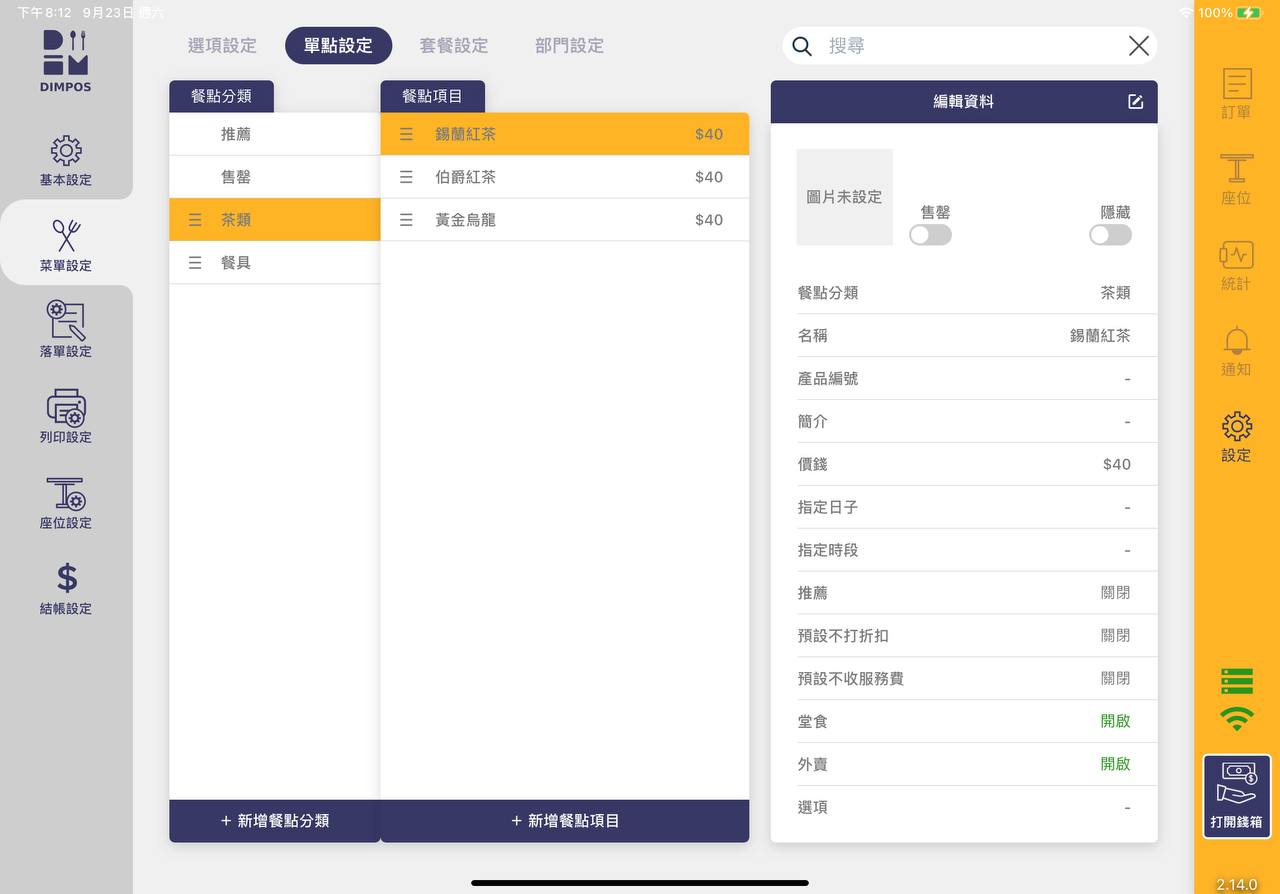 下午8:12 9月23日 週六
100%
DIMPOS
基本設定
菜單設定
落單設定
列印設定
座位設定
$
結帳設定
選項設定 單點設定 套餐設定 部門設定
搜尋
餐點分類
推薦
售罄
茶類
餐具
+ 新增餐點分類
餐點項目
錫蘭紅茶 $40
伯爵紅茶 $40
黃金烏龍 $40
+ 新增餐點項目
編輯資料
圖片未設定
售罄 隱藏
餐點分類 茶類
名稱 錫蘭紅茶
產品編號 -
簡介 -
價錢 $40
指定日子 -
指定時段 -
推薦 關閉
預設不打折扣 關閉
預設不收服務費 關閉
堂食 開啟
外賣 開啟
選項 -
訂單
座位
統計
通知
設定
打開錢箱
2.14.0